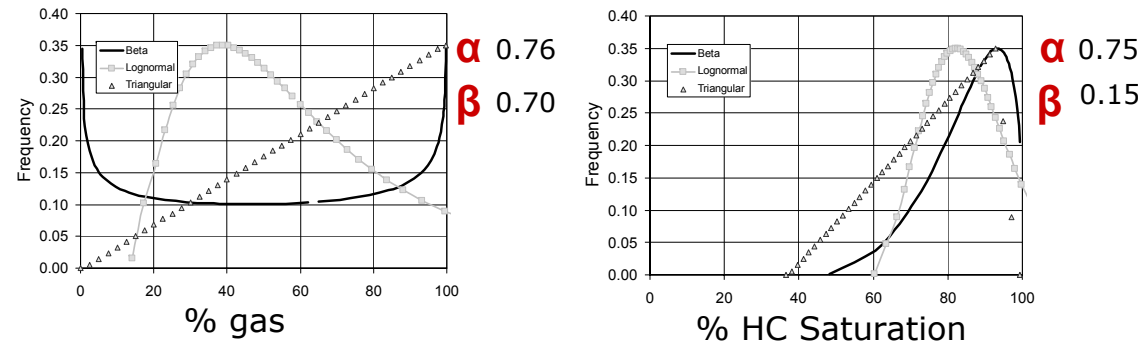 0.40
0.35
0.30
0.25
0.20
0.15
0.10
0.05
0.00
Frequency
Beta
Lognormal
Triangular
0 20 40 60 80 100
% gas
α 0.76
β 0.70
0.40
0.35
0.30
0.25
0.20
0.15
0.10
0.05
0.00
Frequency
Beta
Lognormal
Triangular
0 20 40 60 80 100
% HC Saturation
α 0.75
β 0.15